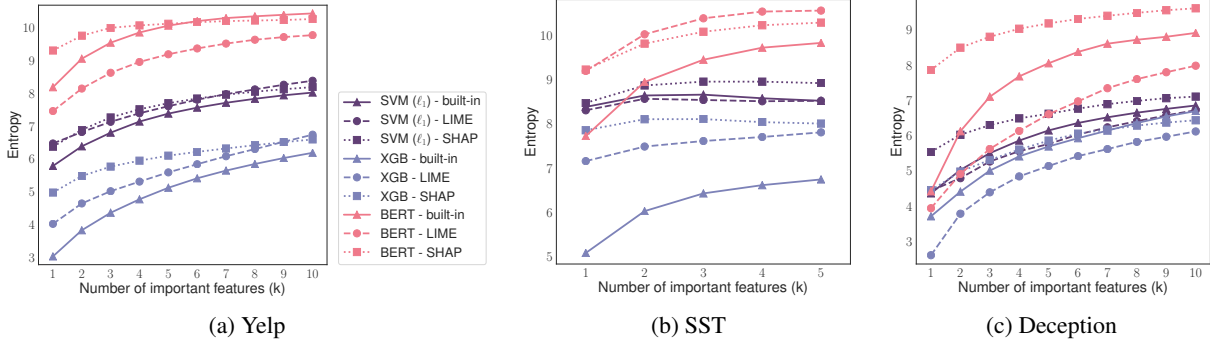 Entropy
10
9
8
7
6
5
4
3
1 2 3 4 5 6 7 8 9 10
Number of important features (k)
(a) Yelp
SVM (ℓ₁) - built-in
SVM (ℓ₁) - LIME
SVM (ℓ₁) - SHAP
XGB - built-in
XGB - LIME
XGB - SHAP
BERT - built-in
BERT - LIME
BERT - SHAP
Entropy
10
9
8
7
6
5
1 2 3 4 5
Number of important features (k)
(b) SST
Entropy
9
8
7
6
5
4
3
1 2 3 4 5 6 7 8 9 10
Number of important features (k)
(c) Deception